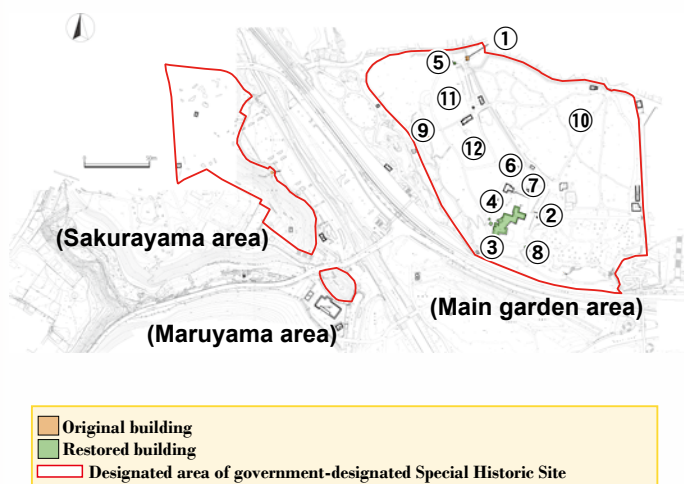 ①
⑤
⑪
⑩
⑨
⑫
⑥
⑦
④
②
(Sakurayama area)
③
⑧
(Main garden area)
(Maruyama area)
Original building
Restored building
Designated area of government-designated Special Historic Site